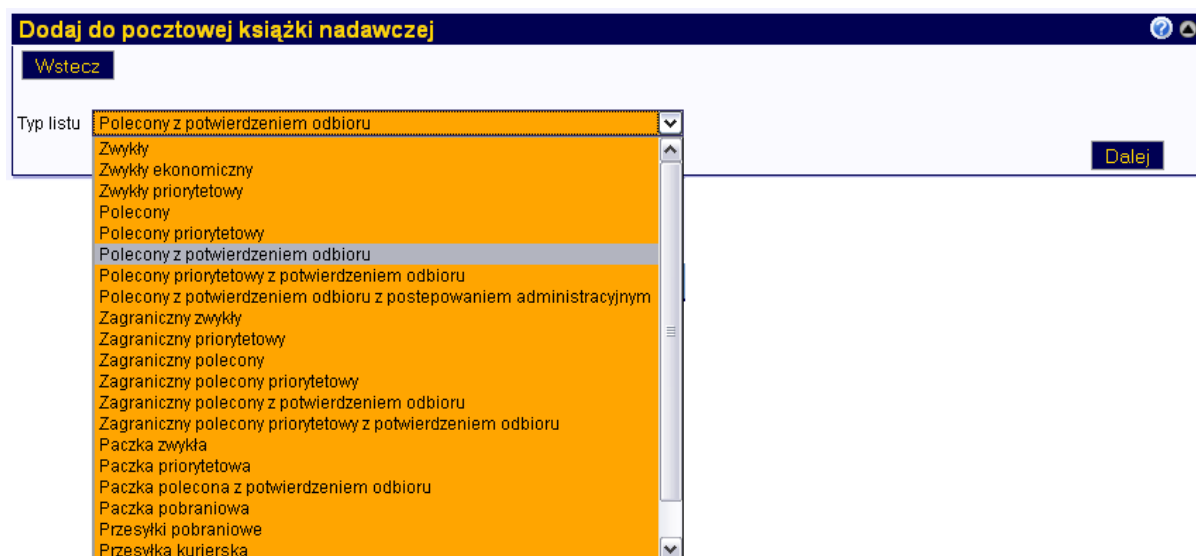 Dodaj do pocztowej książki nadawczej
Wstecz
Typ listu Polecony z potwierdzeniem odbioru
Zwykły
Zwykły ekonomiczny
Zwykły priorytetowy
Polecony
Polecony priorytetowy
Polecony z potwierdzeniem odbioru
Polecony priorytetowy z potwierdzeniem odbioru
Polecony z potwierdzeniem odbioru z postepowaniem administracyjnym
Zagraniczny zwykły
Zagraniczny priorytetowy
Zagraniczny polecony
Zagraniczny polecony priorytetowy
Zagraniczny polecony z potwierdzeniem odbioru
Zagraniczny polecony priorytetowy z potwierdzeniem odbioru
Paczka zwykła
Paczka priorytetowa
Paczka polecona z potwierdzeniem odbioru
Paczka pobraniowa
Przesyłki pobraniowe
Przesyłka kurierska
Dalej